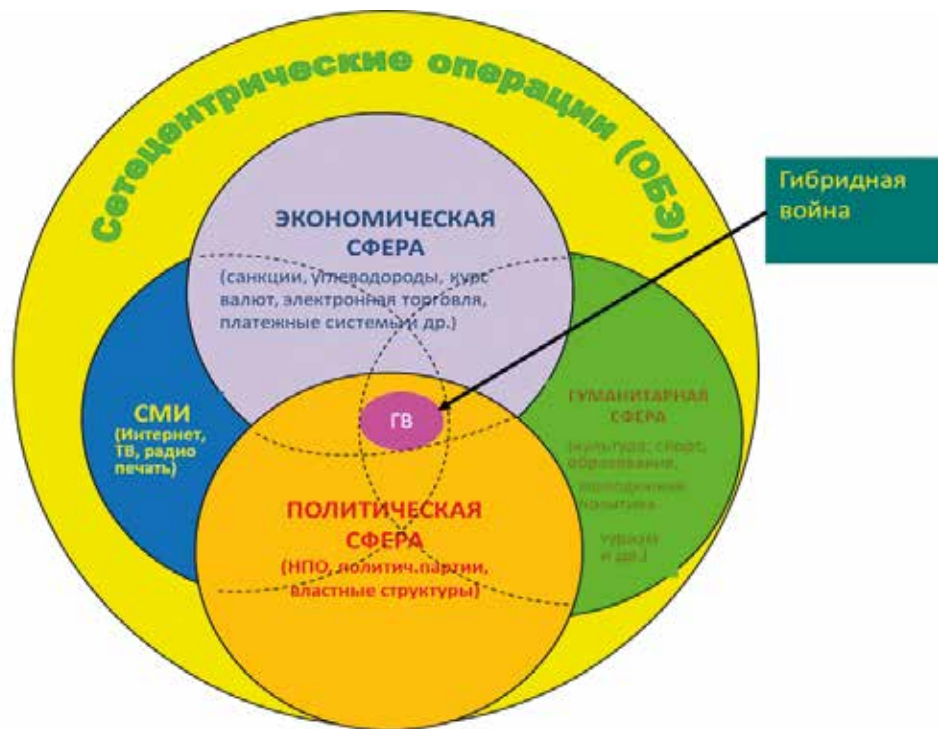 Сетецентрические операции (ОБЭ)
Гибридная
война
ЭКОНОМИЧЕСКАЯ
СФЕРА
(санкции, углеводороды, курс
валют, электронная торговля,
платежные системы и др.)
СМИ
(Интернет,
ТВ, радио
печать)
ГВ
ГУМАНИТАРНАЯ
СФЕРА
(культура, спорт,
образование,
молодежная
политика
туризм
и др.)
ПОЛИТИЧЕСКАЯ
СФЕРА
(НПО, политич.партии,
властные структуры)